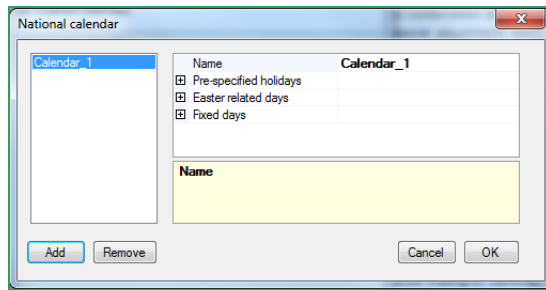 National calendar
Calendar_1
Name Calendar_1
Pre-specified holidays
Easter related days
Fixed days
Name
Add Remove Cancel OK